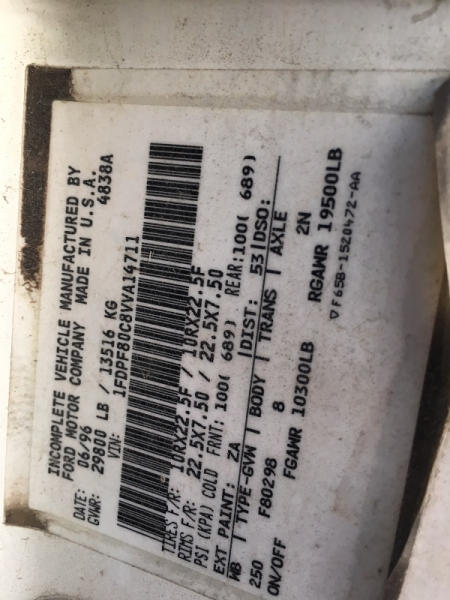 INCOMPLETE VEHICLE MANUFACTURED BY
FORD MOTOR COMPANY MADE IN U.S.A.
DATE: 06/96 4838A
GVWR: 29800 LB / 13516 KG
VIN: 1FDPF80C8VVA14711
TIRES F/R: 10RX22.5F / 10RX22.5F
RIMS F/R: 22.5X7.50 / 22.5X7.50
PSI (KPA) COLD FRNT: 100( 689) REAR:100( 689)
EXT PAINT: ZA |DIST: 53|DSO:
WB | TYPE-GVW | BODY | TRANS | AXLE
250 F80298 8 2N
ON/OFF FGAWR 10300LB RGAWR 19500LB
▽F65B-1520472-AA